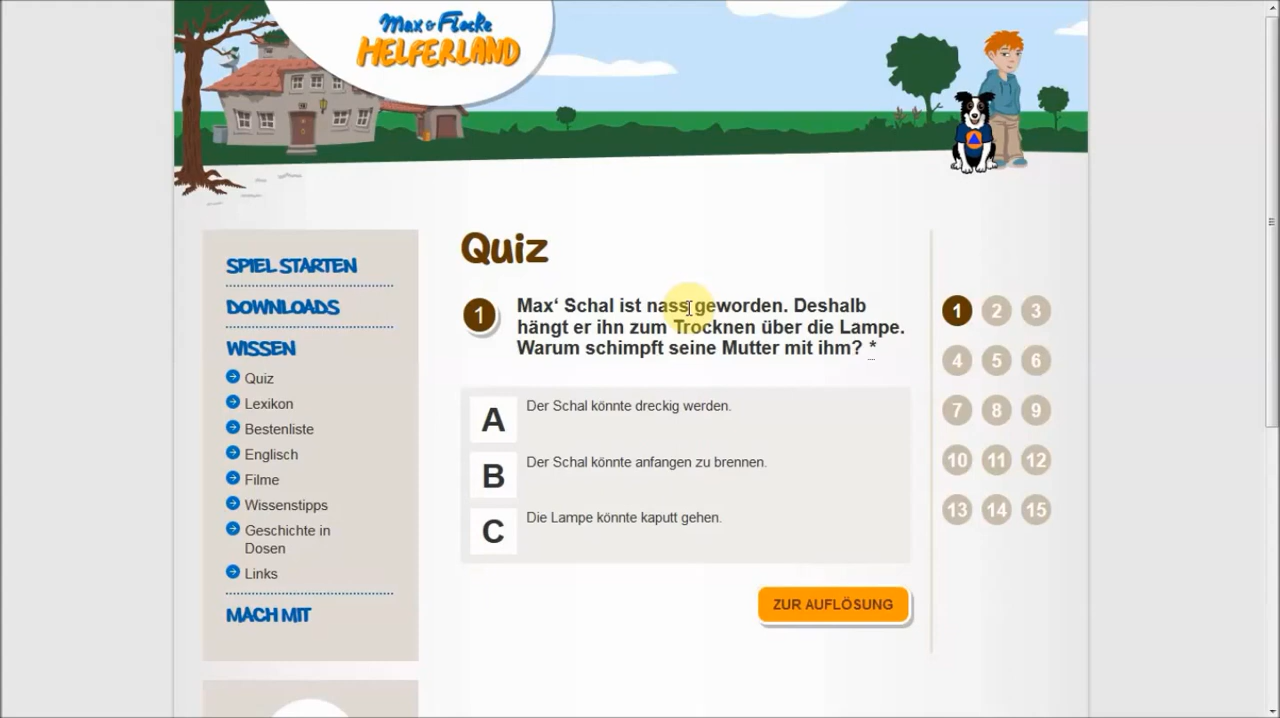 Max & Flocke
HELFERLAND
SPIEL STARTEN
DOWNLOADS
WISSEN
Quiz
Lexikon
Bestenliste
Englisch
Filme
Wissenstipps
Geschichte in
Dosen
Links
MACH MIT
Quiz
1
Max‘ Schal ist nass geworden. Deshalb
hängt er ihn zum Trocknen über die Lampe.
Warum schimpft seine Mutter mit ihm? *
A Der Schal könnte dreckig werden.
B Der Schal könnte anfangen zu brennen.
C Die Lampe könnte kaputt gehen.
ZUR AUFLÖSUNG
1 2 3
4 5 6
7 8 9
10 11 12
13 14 15